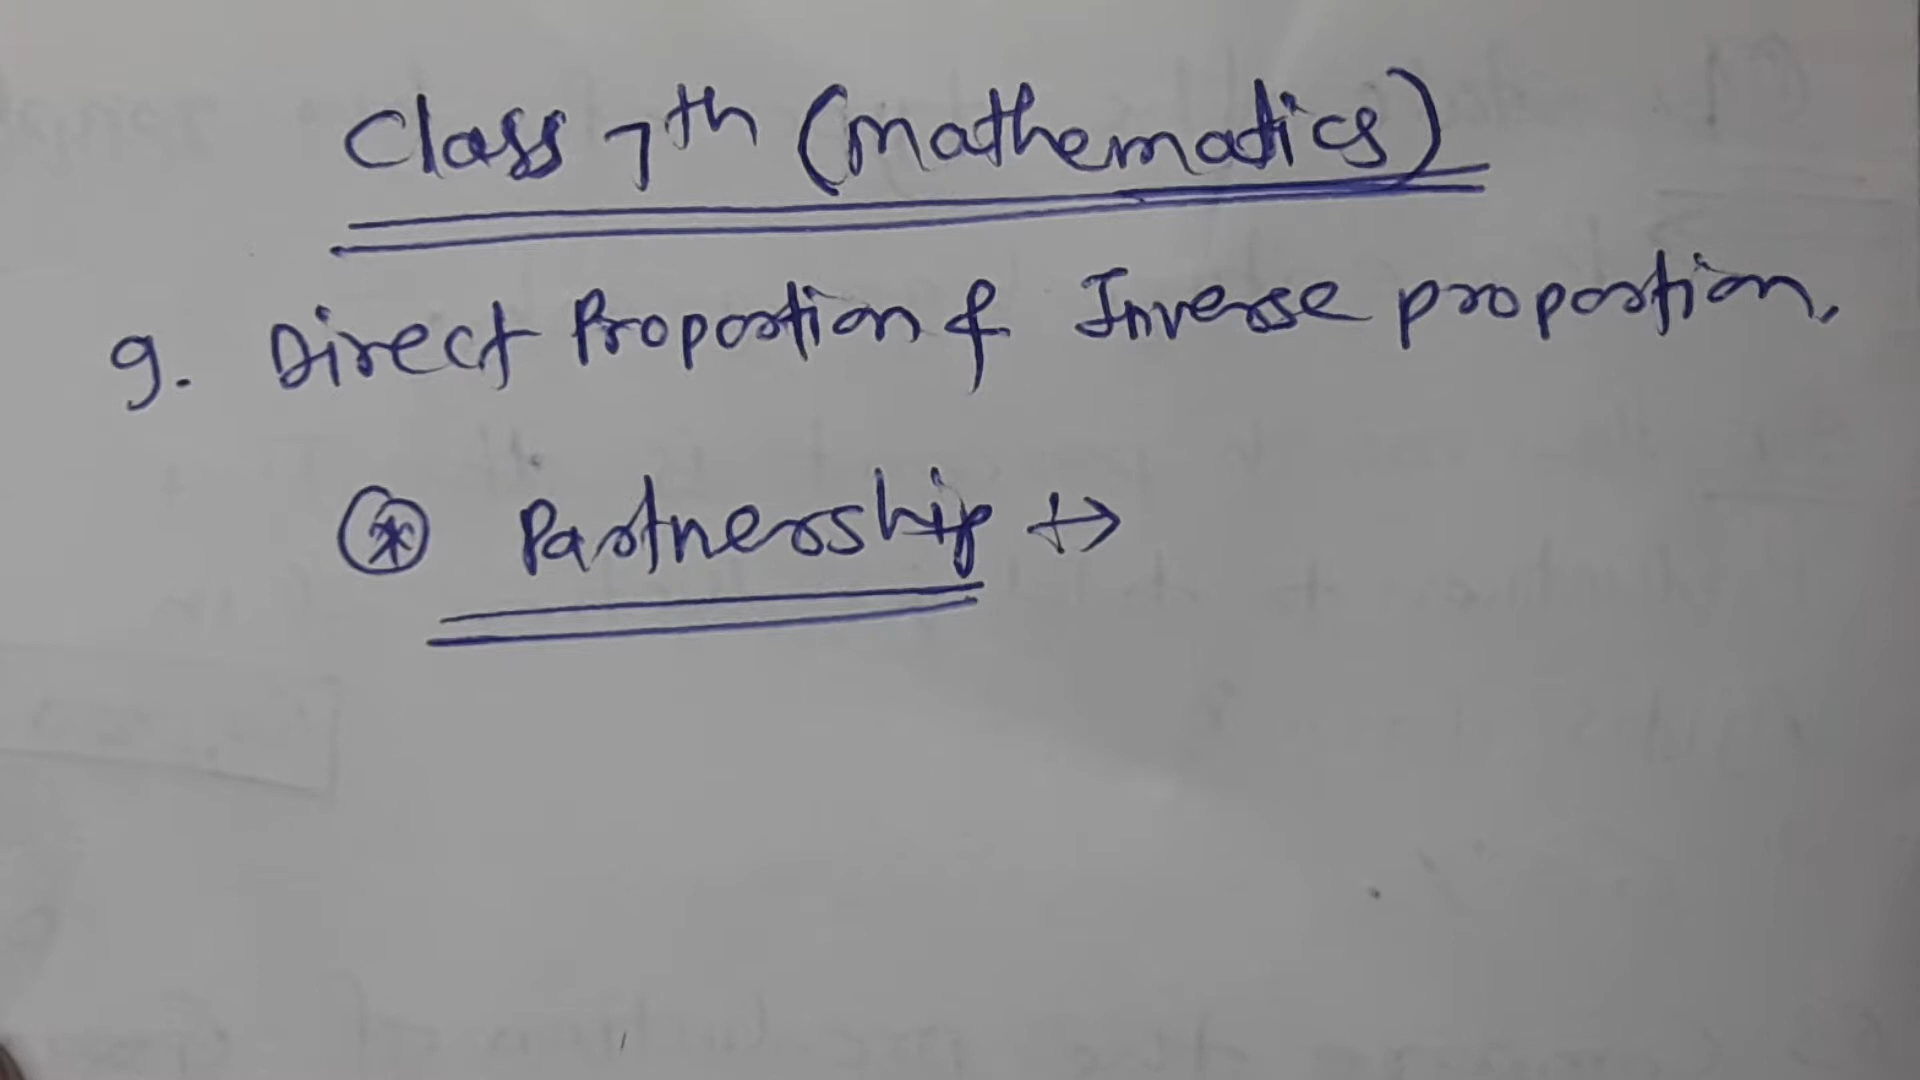 Class 7th (Mathematics)
9. Direct Proportion & Inverse proportion.
* Partnership →